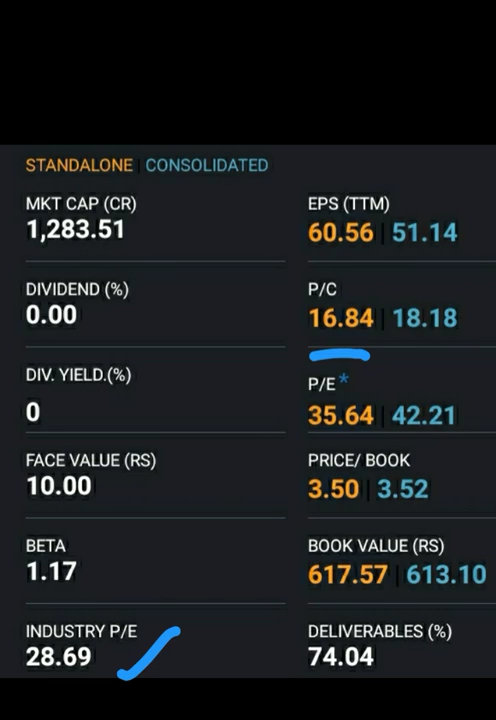 STANDALONE | CONSOLIDATED
MKT CAP (CR)
1,283.51
EPS (TTM)
60.56 | 51.14
DIVIDEND (%)
0.00
P/C
16.84 | 18.18
DIV. YIELD.(%)
0
P/E *
35.64 | 42.21
FACE VALUE (RS)
10.00
PRICE/ BOOK
3.50 | 3.52
BETA
1.17
BOOK VALUE (RS)
617.57 | 613.10
INDUSTRY P/E
28.69
DELIVERABLES (%)
74.04